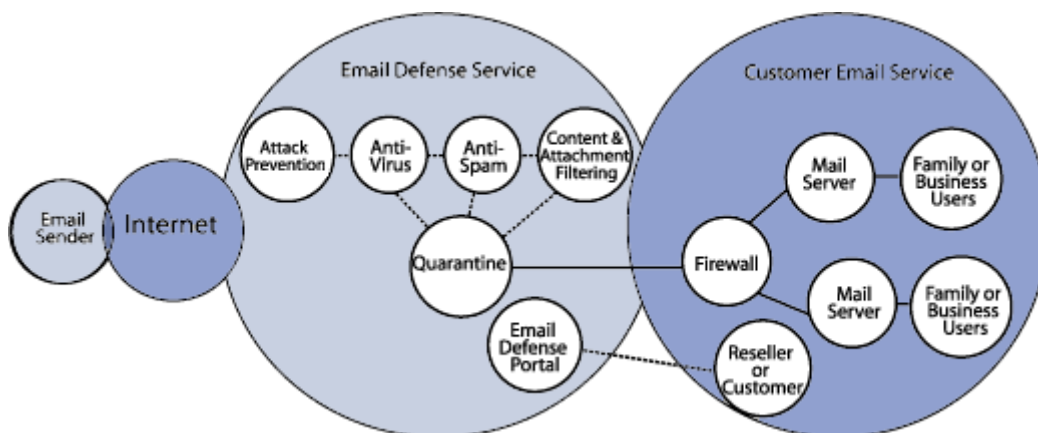 Email Defense Service
Customer Email Service
Attack
Prevention
Anti-
Virus
Anti-
Spam
Content &
Attachment
Filtering
Mail
Server
Family or
Business
Users
Email
Sender
Internet
Quarantine
Firewall
Mail
Server
Family or
Business
Users
Email
Defense
Portal
Reseller
or
Customer